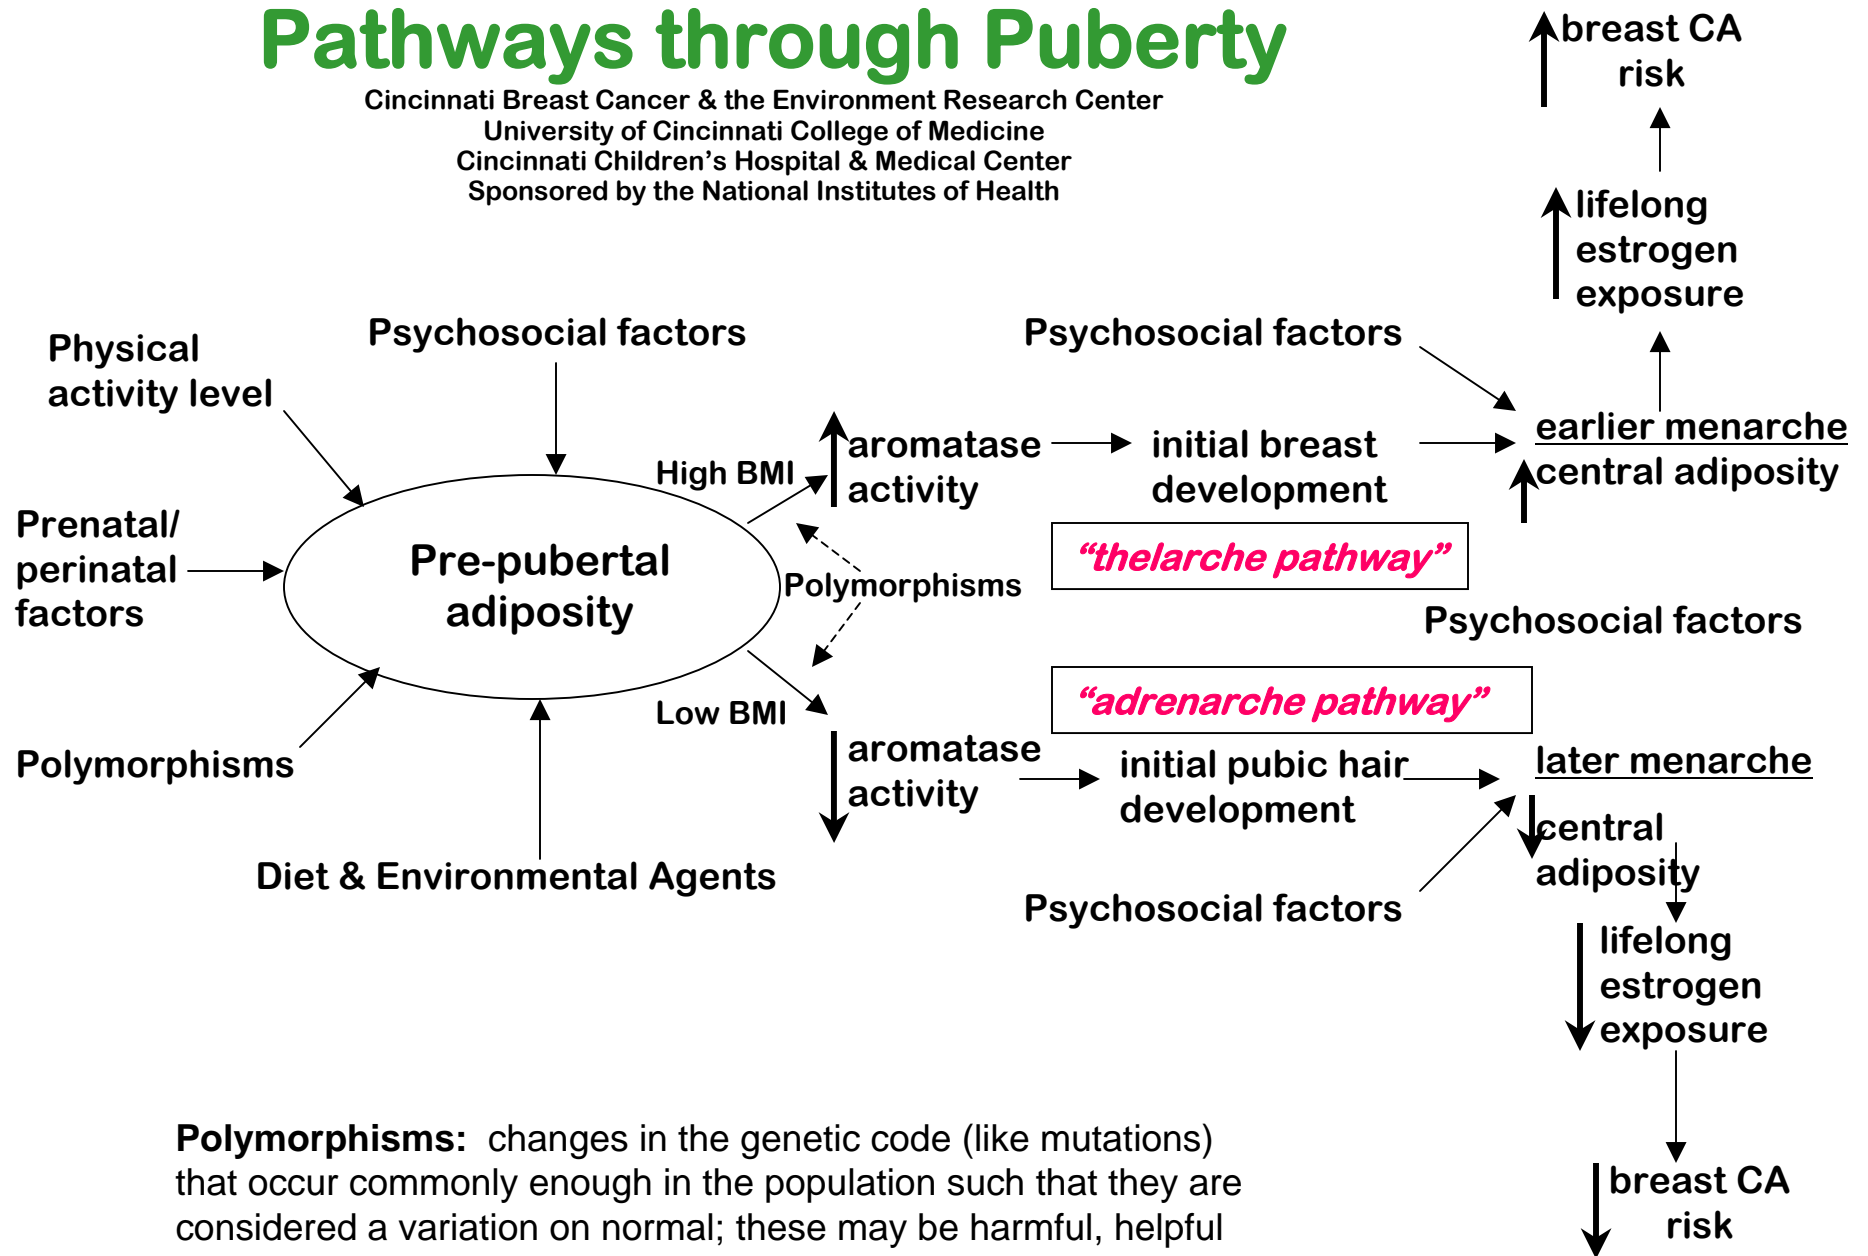 Pathways through Puberty
Cincinnati Breast Cancer & the Environment Research Center
University of Cincinnati College of Medicine
Cincinnati Children's Hospital & Medical Center
Sponsored by the National Institutes of Health
breast CA
risk
lifelong
estrogen
exposure
Physical
activity level
Psychosocial factors
Psychosocial factors
High BMI
aromatase
activity
initial breast
development
earlier menarche
central adiposity
Prenatal/
perinatal
factors
Pre-pubertal
adiposity
Polymorphisms
“thelarche pathway”
Psychosocial factors
“adrenarche pathway”
Low BMI
Polymorphisms
aromatase
activity
initial pubic hair
development
later menarche
central
adiposity
Diet & Environmental Agents
Psychosocial factors
lifelong
estrogen
exposure
breast CA
risk
Polymorphisms: changes in the genetic code (like mutations)
that occur commonly enough in the population such that they are
considered a variation on normal; these may be harmful, helpful